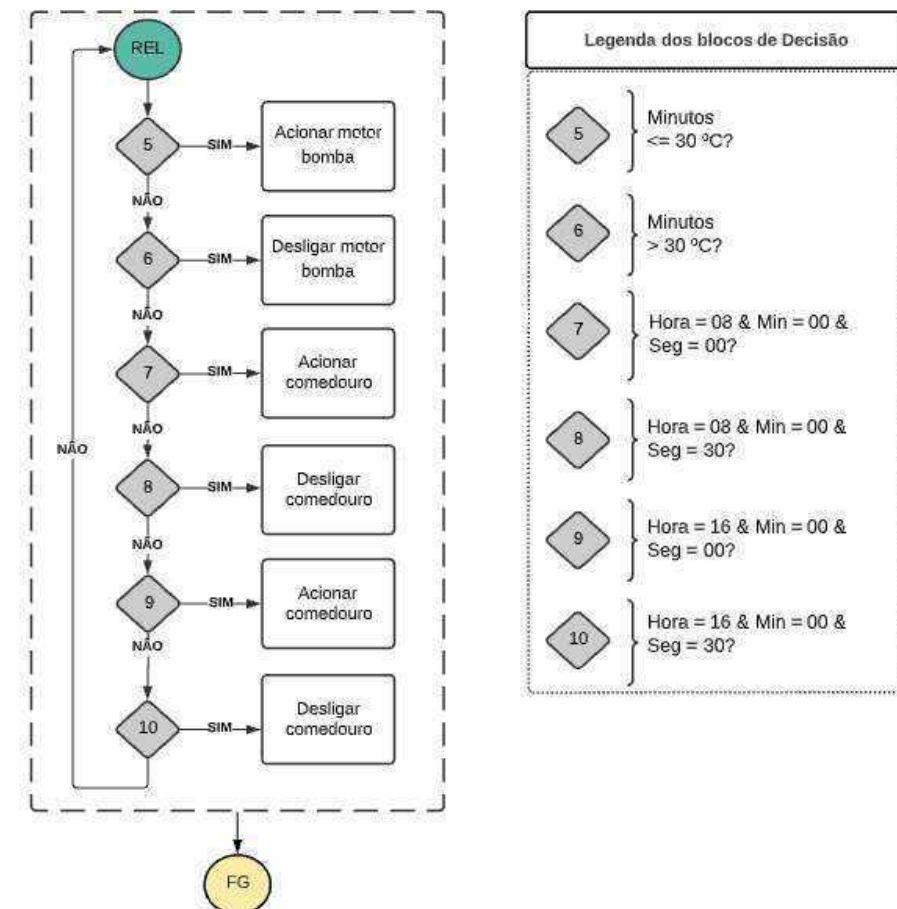 REL
5
SIM
Acionar motor
bomba
NÃO
6
SIM
Desligar motor
bomba
NÃO
7
SIM
Acionar
comedouro
NÃO
NÃO
8
SIM
Desligar
comedouro
NÃO
9
SIM
Acionar
comedouro
NÃO
10
SIM
Desligar
comedouro
FG
Legenda dos blocos de Decisão
5
Minutos
<= 30 ºC?
6
Minutos
> 30 ºC?
7
Hora = 08 & Min = 00 &
Seg = 00?
8
Hora = 08 & Min = 00 &
Seg = 30?
9
Hora = 16 & Min = 00 &
Seg = 00?
10
Hora = 16 & Min = 00 &
Seg = 30?